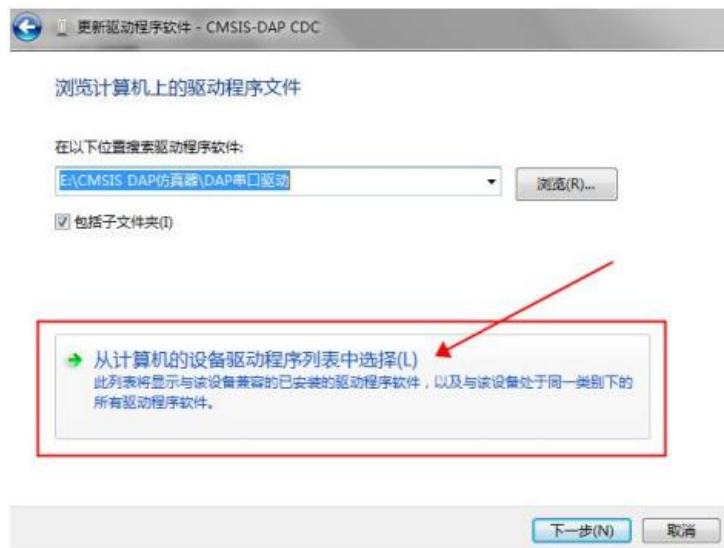 更新驱动程序软件 - CMSIS-DAP CDC
浏览计算机上的驱动程序文件
在以下位置搜索驱动程序软件:
E:\CMSIS DAP仿真器\DAP串口驱动
浏览(R)...
包括子文件夹(I)
从计算机的设备驱动程序列表中选择(L)
此列表将显示与该设备兼容的已安装的驱动程序软件，以及与该设备处于同一类别下的
所有驱动程序软件。
下一步(N)
取消